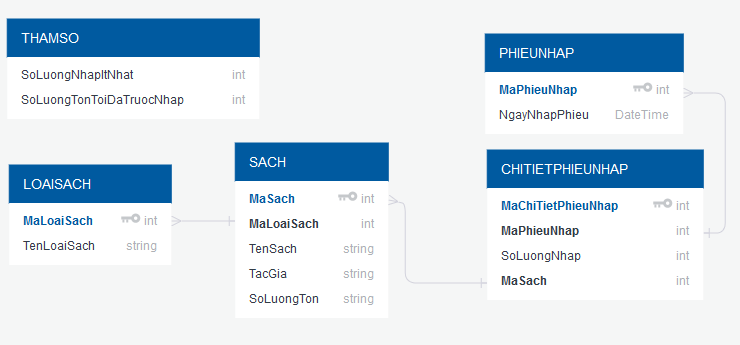 THAMSO
SoLuongNhapItNhat int
SoLuongTonToiDaTruocNhap int
PHIEUNHAP
MaPhieuNhap int
NgayNhapPhieu DateTime
LOAISACH
MaLoaiSach int
TenLoaiSach string
SACH
MaSach int
MaLoaiSach int
TenSach string
TacGia string
SoLuongTon string
CHITIETPHIEUNHAP
MaChiTietPhieuNhap int
MaPhieuNhap int
SoLuongNhap int
MaSach int